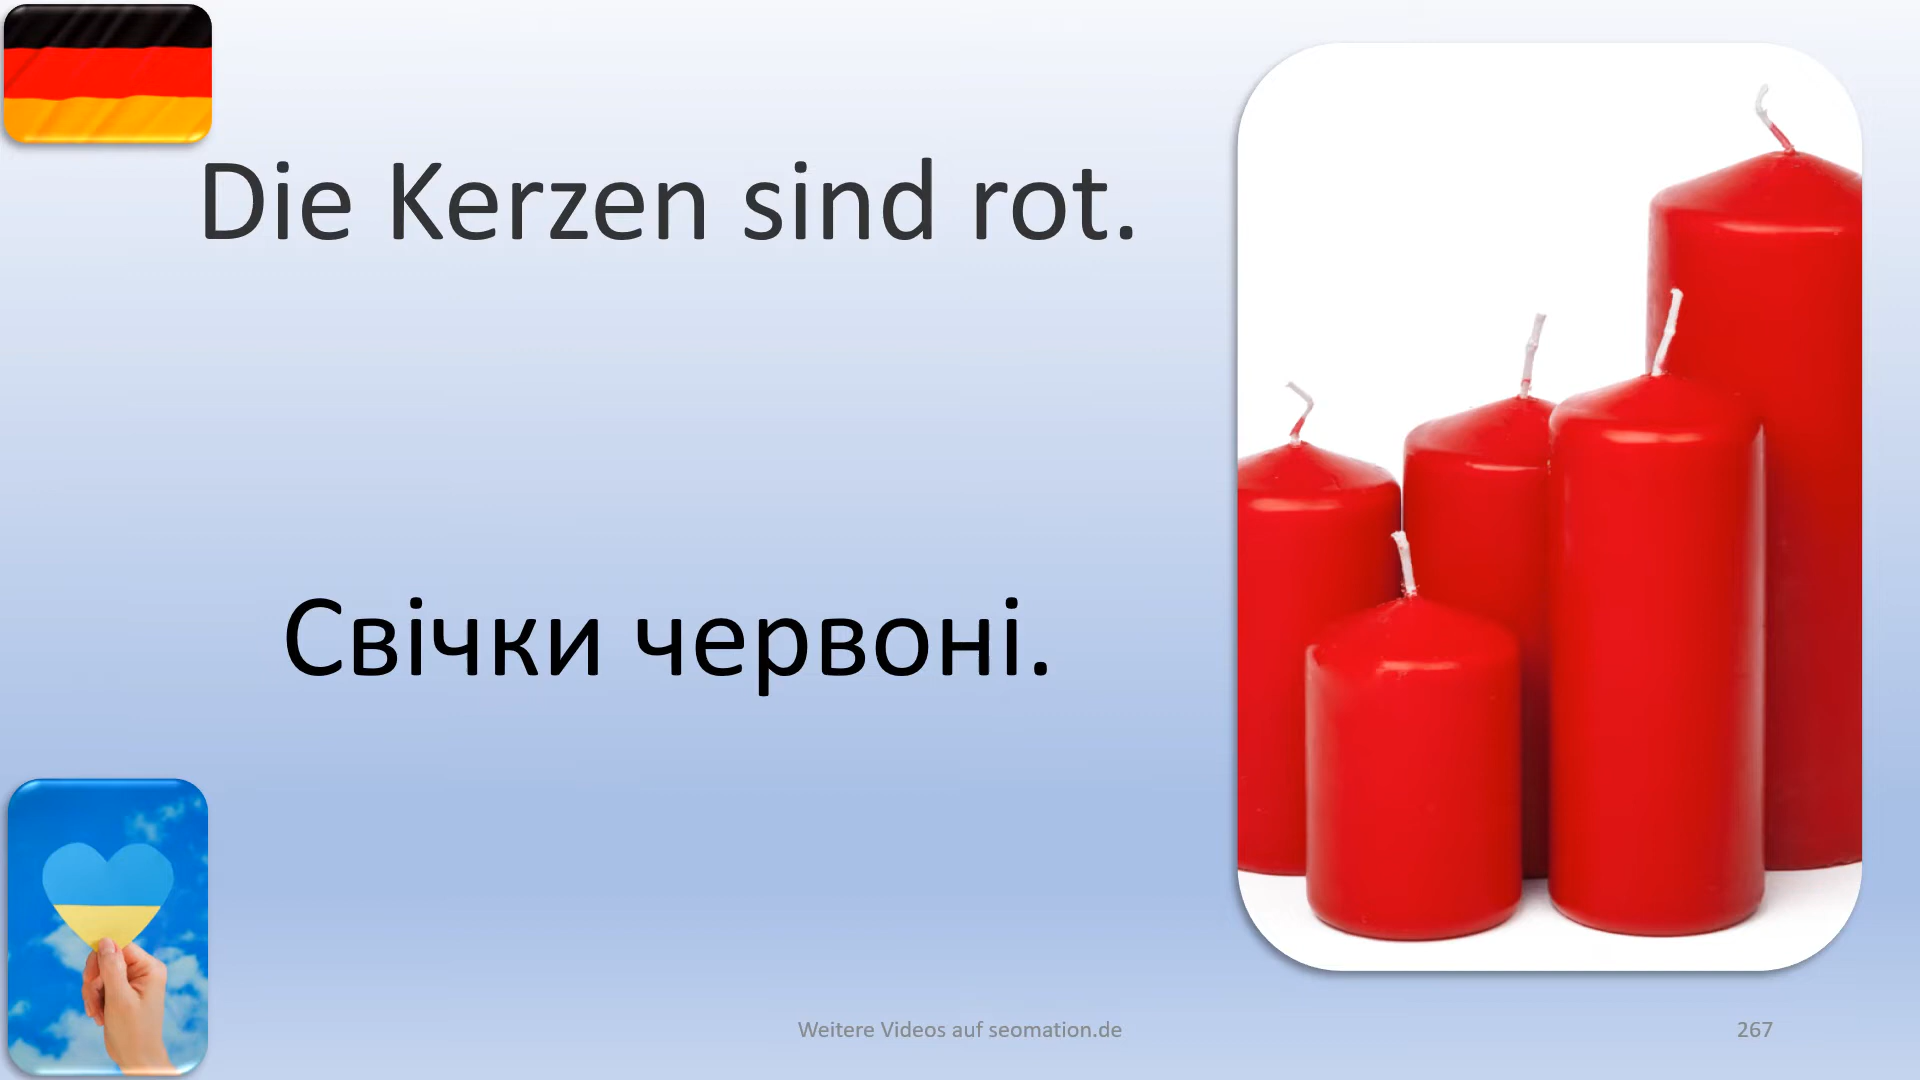 Die Kerzen sind rot.
Свічки червоні.
Weitere Videos auf seomation.de
267